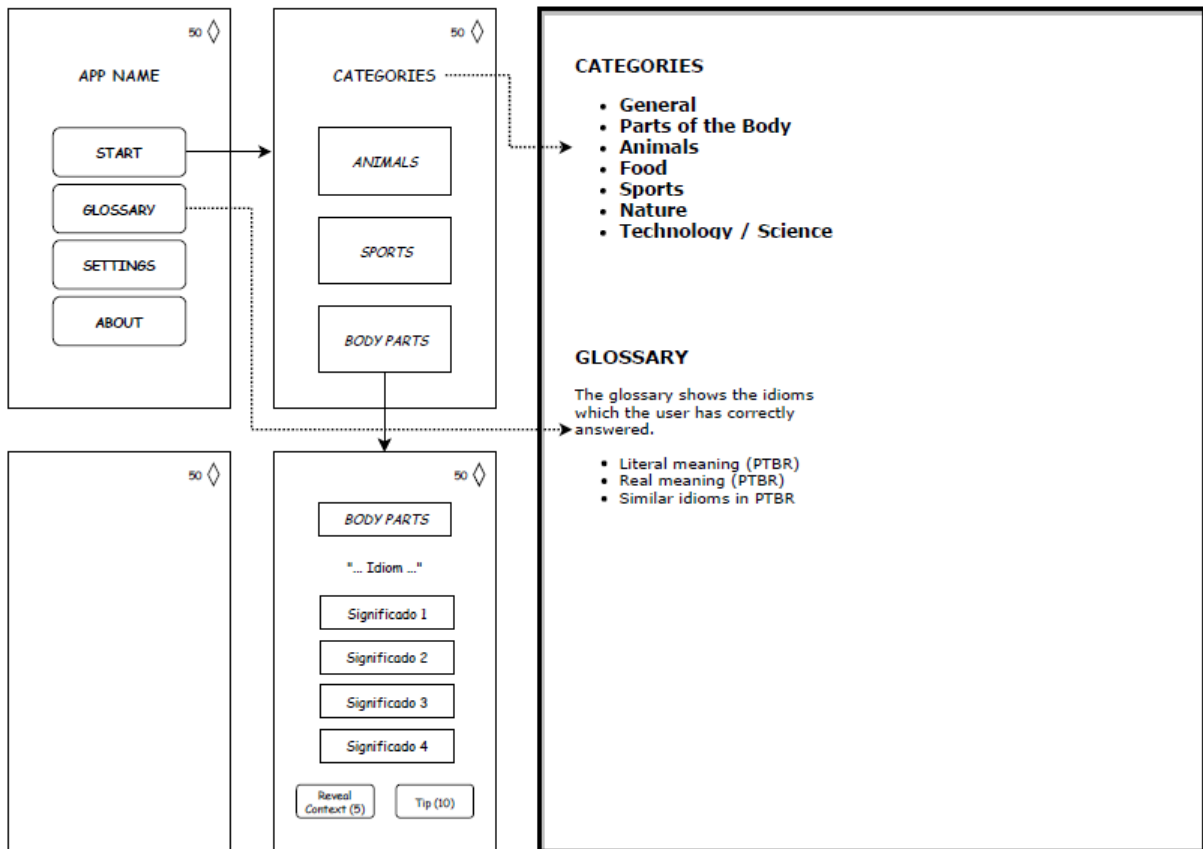 50
APP NAME
START
GLOSSARY
SETTINGS
ABOUT
50
CATEGORIES
ANIMALS
SPORTS
BODY PARTS
CATEGORIES
• General
• Parts of the Body
• Animals
• Food
• Sports
• Nature
• Technology / Science
GLOSSARY
The glossary shows the idioms
which the user has correctly
answered.
• Literal meaning (PTBR)
• Real meaning (PTBR)
• Similar idioms in PTBR
50
50
BODY PARTS
"... Idiom ..."
Significado 1
Significado 2
Significado 3
Significado 4
Reveal
Context (5)
Tip (10)